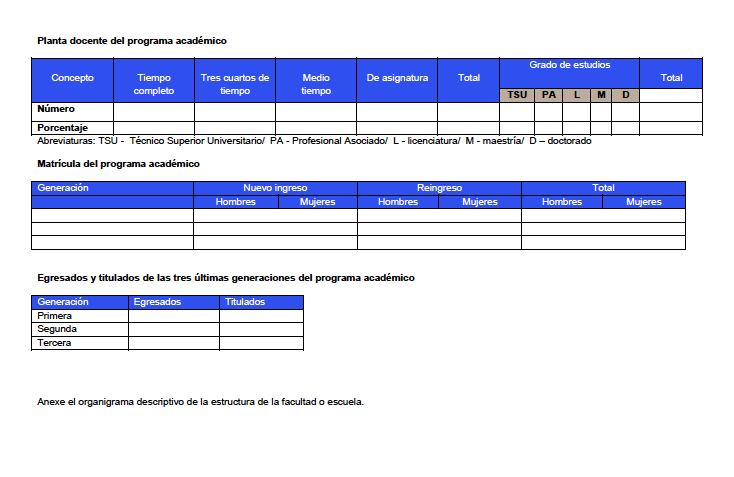 Planta docente del programa académico
Concepto Tiempo completo Tres cuartos de tiempo Medio tiempo De asignatura Total Grado de estudios Total
TSU PA L M D
Número
Porcentaje
Abreviaturas: TSU - Técnico Superior Universitario/ PA - Profesional Asociado/ L - licenciatura/ M - maestría/ D – doctorado
Matrícula del programa académico
Generación Nuevo ingreso Reingreso Total
Hombres Mujeres Hombres Mujeres Hombres Mujeres
Egresados y titulados de las tres últimas generaciones del programa académico
Generación Egresados Titulados
Primera
Segunda
Tercera
Anexe el organigrama descriptivo de la estructura de la facultad o escuela.